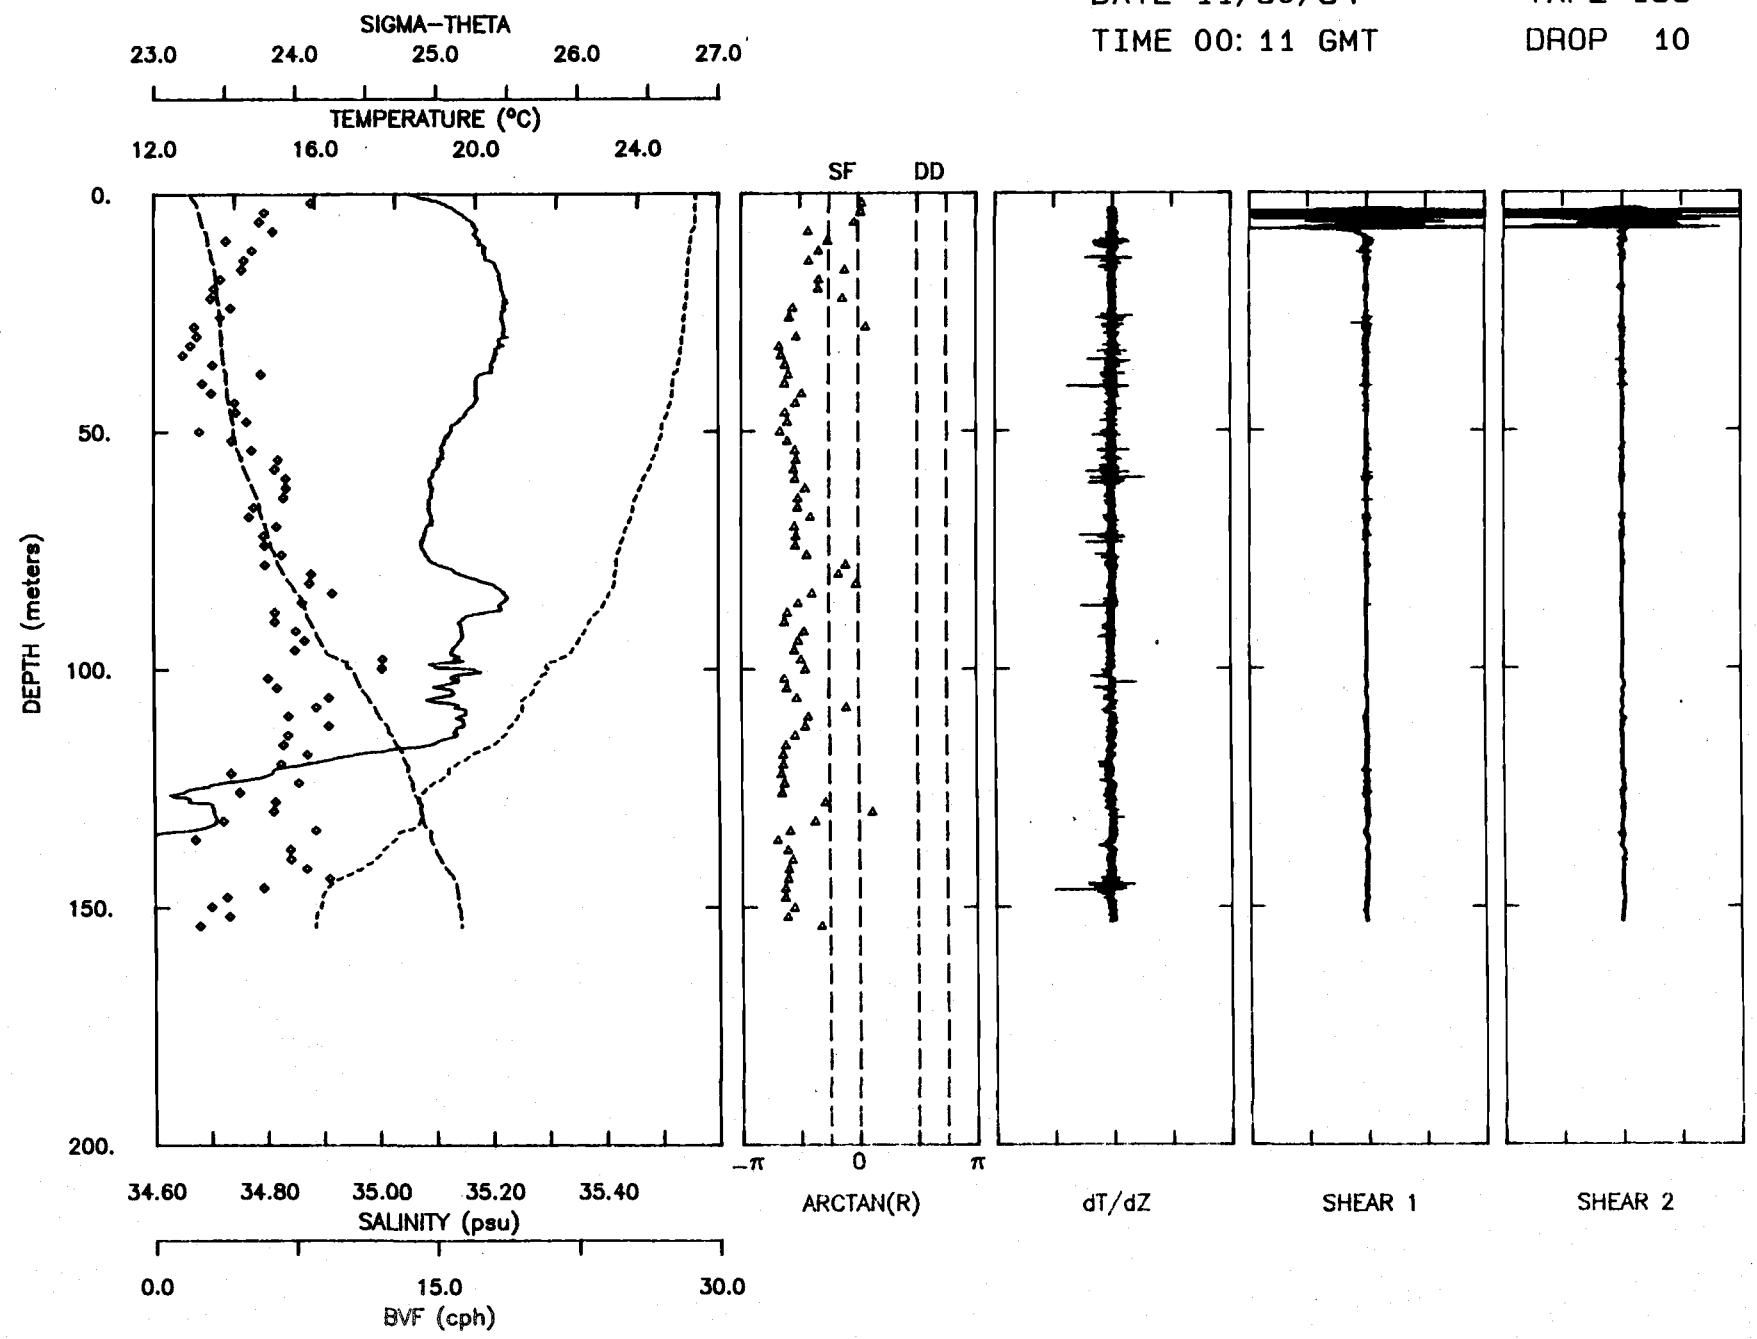 TIME 00: 11 GMT
DROP 10
SIGMA-THETA
23.0 24.0 25.0 26.0 27.0
TEMPERATURE (°C)
12.0 16.0 20.0 24.0
SF DD
0.
50.
100.
150.
200.
DEPTH (meters)
-π 0 π
34.60 34.80 35.00 35.20 35.40
SALINITY (psu)
0.0 15.0 30.0
BVF (cph)
ARCTAN(R)
dT/dZ
SHEAR 1
SHEAR 2